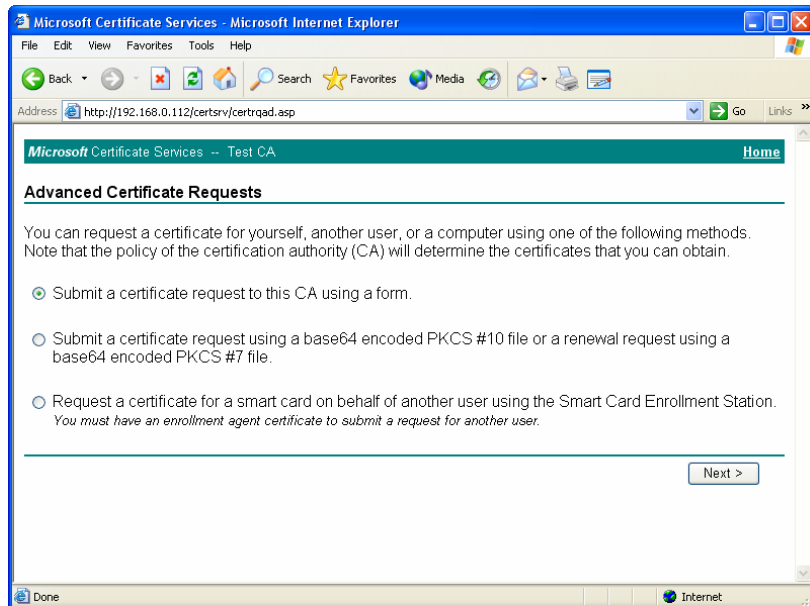 Microsoft Certificate Services - Microsoft Internet Explorer
File Edit View Favorites Tools Help
Back Search Favorites Media
Address http://192.168.0.112/certsrv/certrqad.asp Go Links »
Microsoft Certificate Services -- Test CA Home
Advanced Certificate Requests
You can request a certificate for yourself, another user, or a computer using one of the following methods.
Note that the policy of the certification authority (CA) will determine the certificates that you can obtain.
Submit a certificate request to this CA using a form.
Submit a certificate request using a base64 encoded PKCS #10 file or a renewal request using a
base64 encoded PKCS #7 file.
Request a certificate for a smart card on behalf of another user using the Smart Card Enrollment Station.
You must have an enrollment agent certificate to submit a request for another user.
Next >
Done Internet